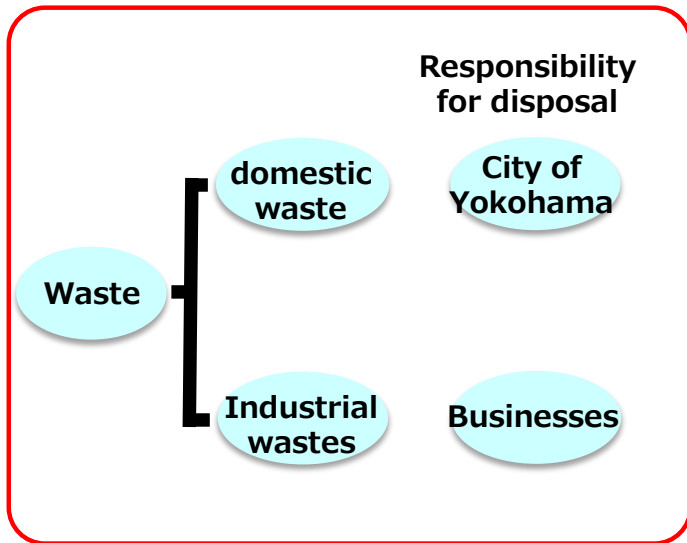 Responsibility
for disposal
domestic
waste
City of
Yokohama
Waste
Industrial
wastes
Businesses